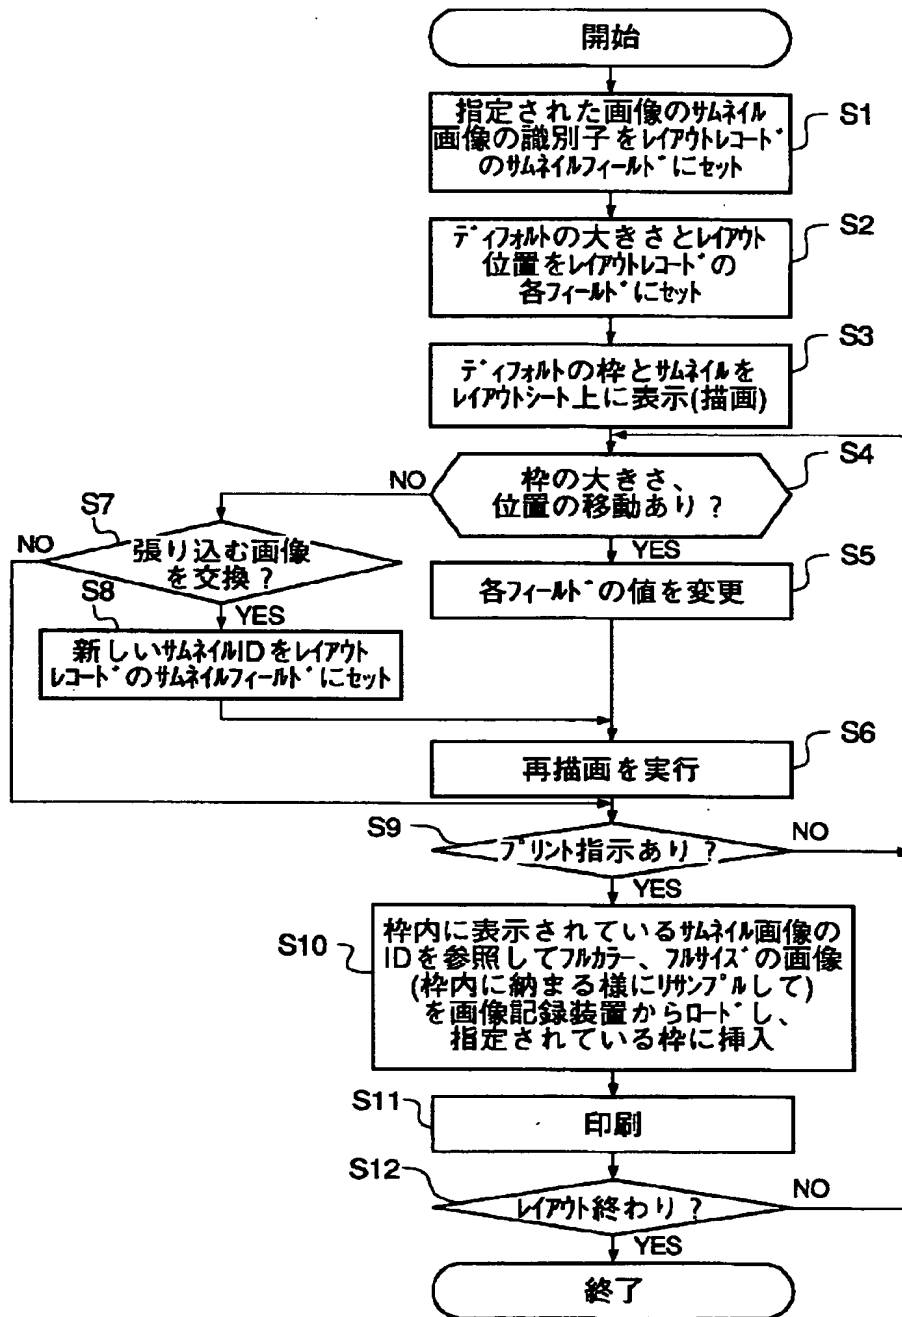 開始
指定された画像のサムネイル
画像の識別子をレイアウトレコード
のサムネイルフィールドにセット
S1
ディフォルトの大きさとレイアウト
位置をレイアウトレコードの
各フィールドにセット
S2
ディフォルトの枠とサムネイルを
レイアウトシート上に表示(描画)
S3
枠の大きさ、
位置の移動あり?
S4
NO
YES
S7
張り込む画像
を交換?
NO
YES
各フィールドの値を変更
S5
S8
新しいサムネイルIDをレイアウト
レコードのサムネイルフィールドにセット
再描画を実行
S6
S9
プリント指示あり?
NO
YES
S10
枠内に表示されているサムネイル画像の
IDを参照してフルカラー、フルサイズの画像
(枠内に納まる様にリサンプルして)
を画像記録装置からロードし、
指定されている枠に挿入
S11
印刷
S12
レイアウト終わり?
NO
YES
終了